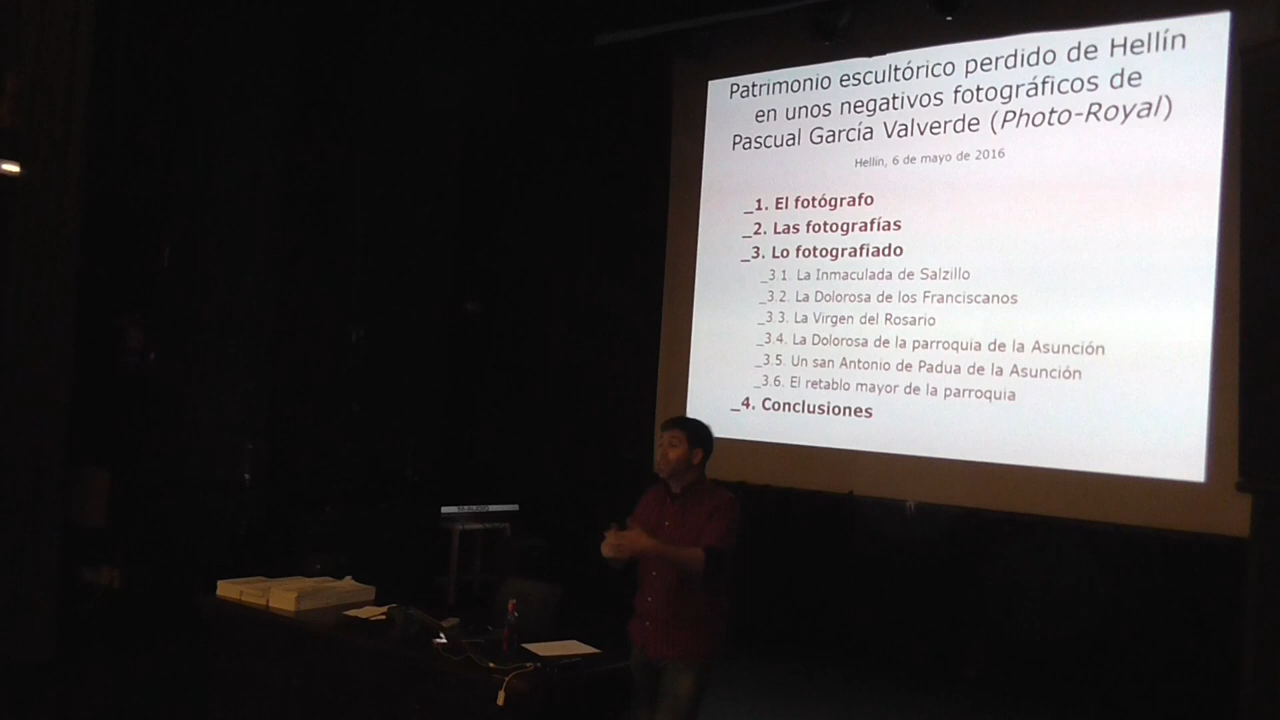 Patrimonio escultórico perdido de Hellín
en unos negativos fotográficos de
Pascual García Valverde (Photo-Royal)
Hellín, 6 de mayo de 2016
_1. El fotógrafo
_2. Las fotografías
_3. Lo fotografiado
_3.1. La Inmaculada de Salzillo
_3.2. La Dolorosa de los Franciscanos
_3.3. La Virgen del Rosario
_3.4. La Dolorosa de la parroquia de la Asunción
_3.5. Un san Antonio de Padua de la Asunción
_3.6. El retablo mayor de la parroquia
_4. Conclusiones